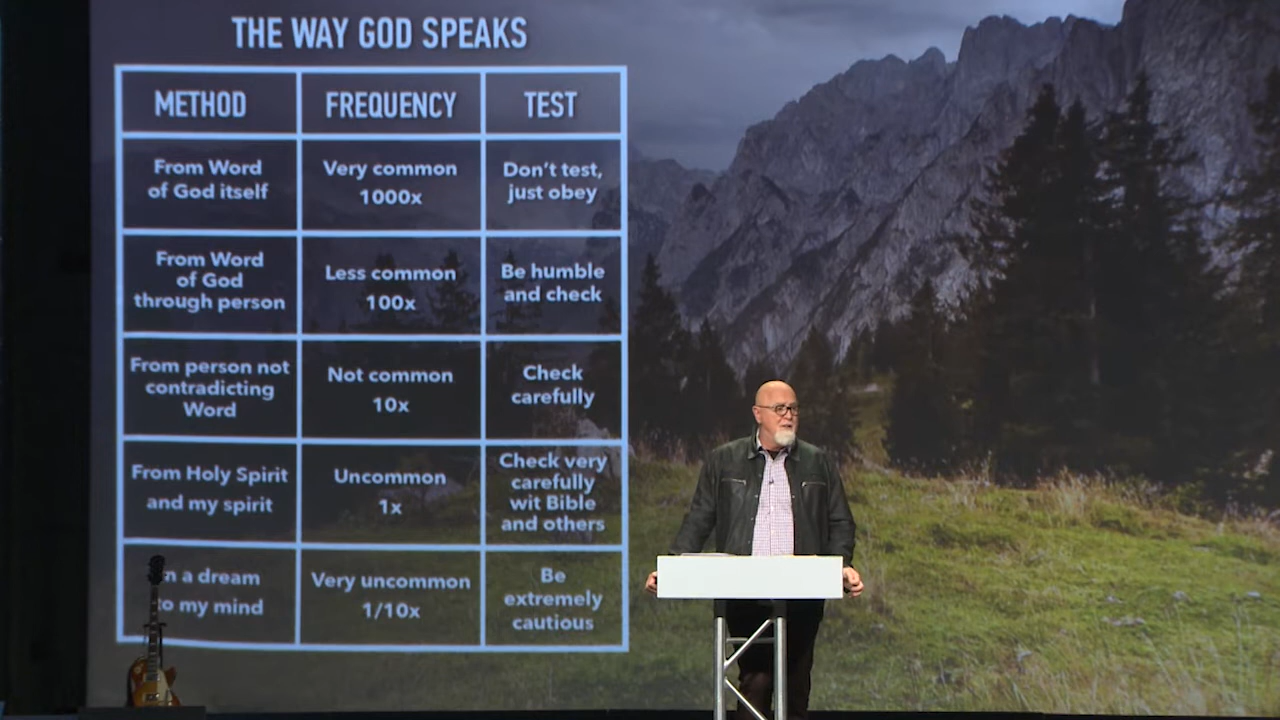 THE WAY GOD SPEAKS
METHOD FREQUENCY TEST
From Word
of God itself
Very common
1000x
Don't test,
just obey
From Word
of God
through person
Less common
100x
Be humble
and check
From person not
contradicting
Word
Not common
10x
Check
carefully
From Holy Spirit
and my spirit
Uncommon
1x
Check very
carefully
wit Bible
and others
a dream
my mind
Very uncommon
1/10x
Be
extremely
cautious